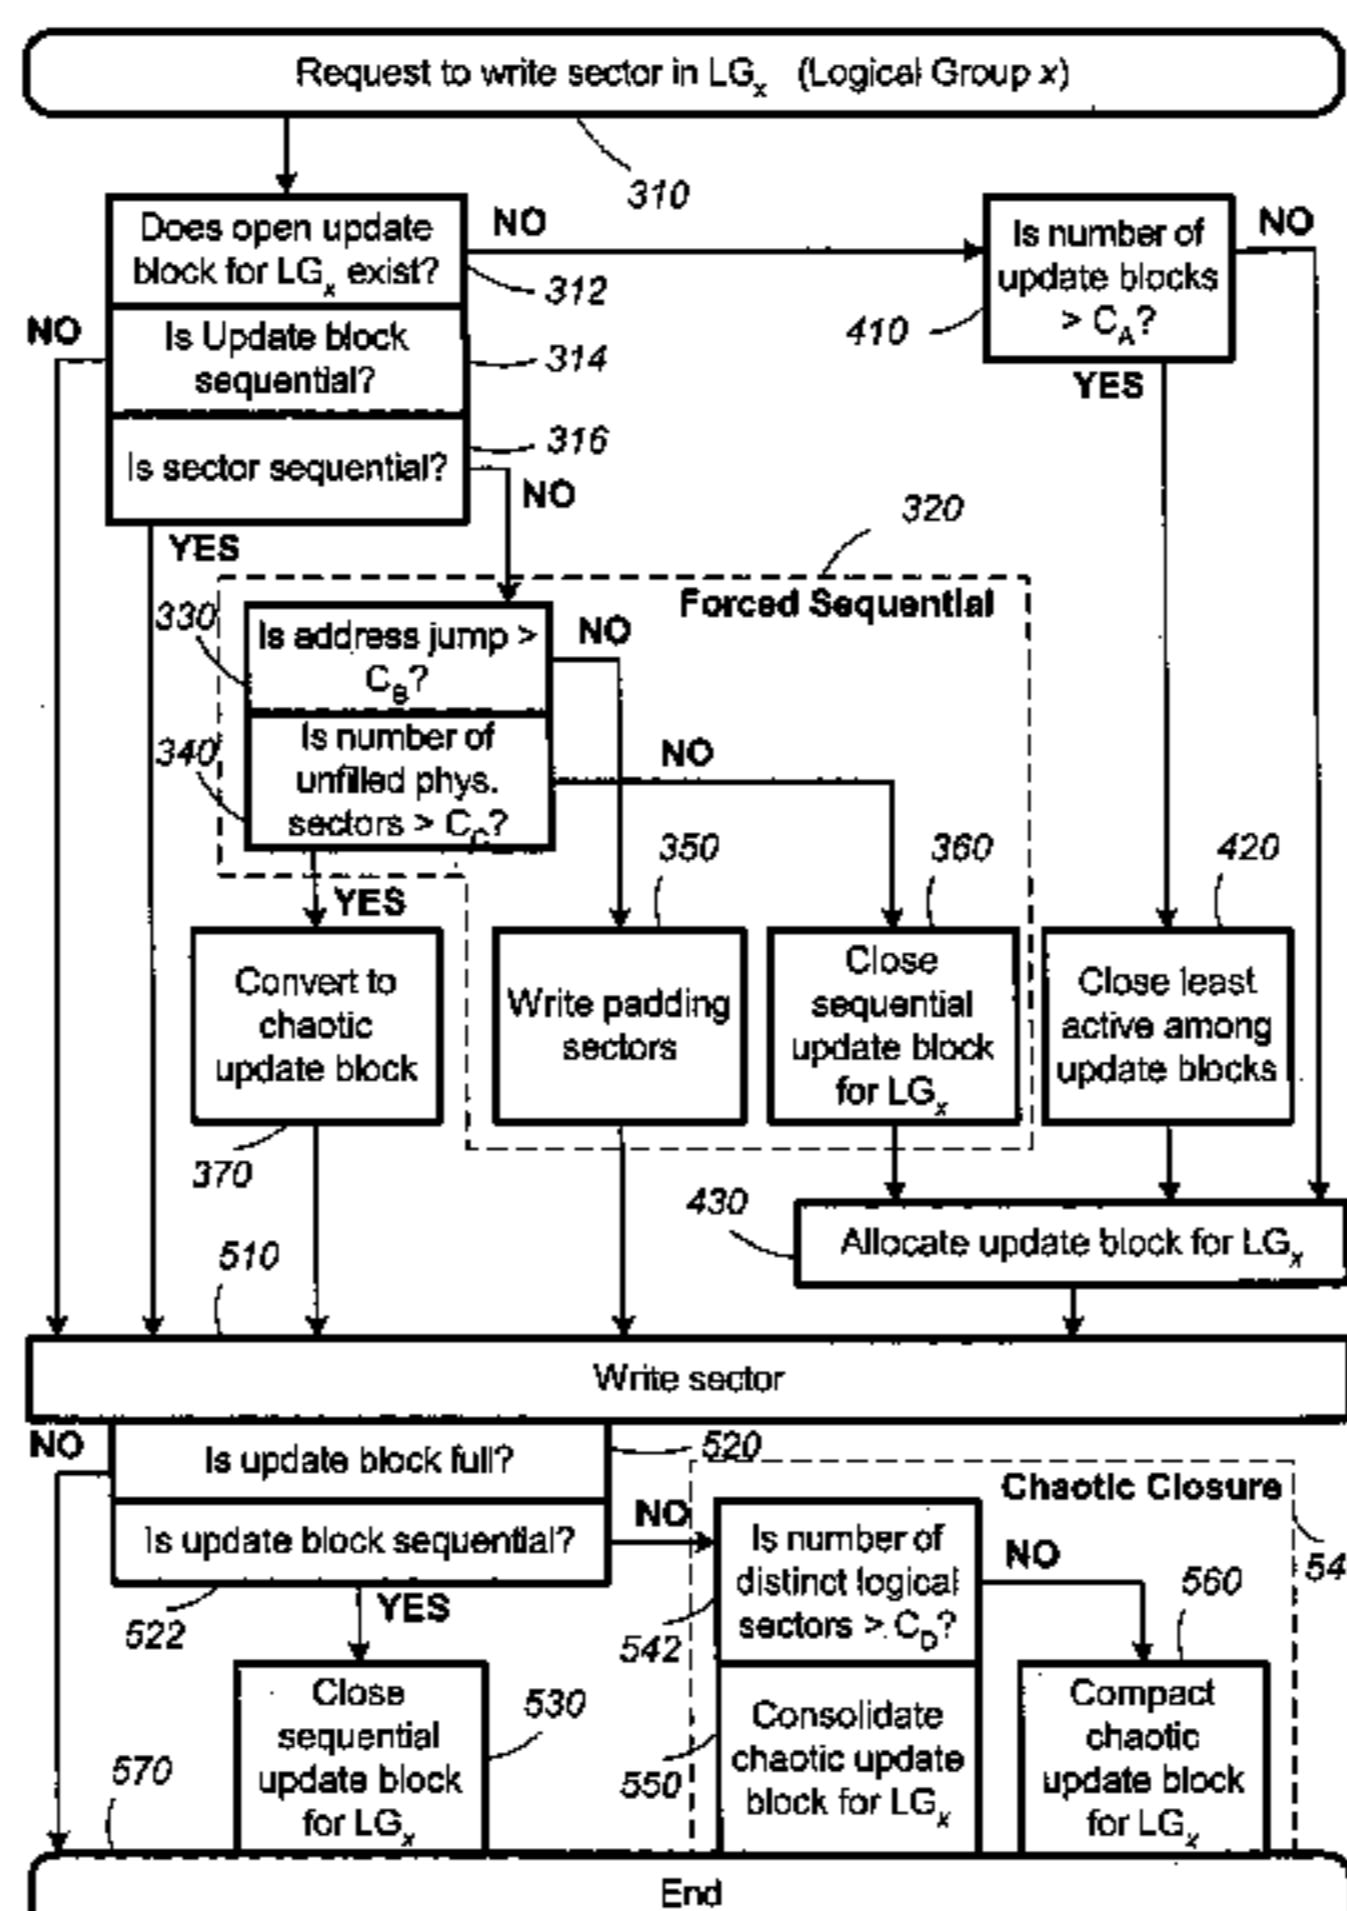 Request to write sector in LGx (Logical Group x)
310
Does open update
block for LGx exist?
NO
312
Is number of
update blocks
> CA?
NO
410
YES
NO
Is Update block
sequential?
314
Is sector sequential?
316
NO
YES
320
Forced Sequential
330
Is address jump >
CB?
NO
340
Is number of
unfilled phys.
sectors > CC?
NO
YES
350
360
420
Convert to
chaotic
update block
370
Write padding
sectors
Close
sequential
update block
for LGx
Close least
active among
update blocks
430
Allocate update block for LGx
510
Write sector
NO
Is update block full?
520
Is update block sequential?
NO
522
YES
Chaotic Closure
54
Is number of
distinct logical
sectors > CD?
NO
542
560
Close
sequential
update block
for LGx
530
Consolidate
chaotic update
block for LGx
550
Compact
chaotic
update block
for LGx
570
End